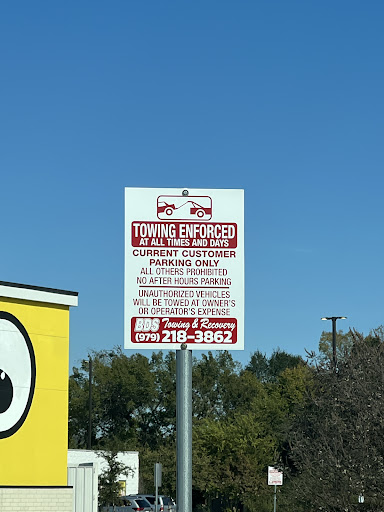 TOWING ENFORCED
AT ALL TIMES AND DAYS
CURRENT CUSTOMER
PARKING ONLY
ALL OTHERS PROHIBITED
NO AFTER HOURS PARKING
UNAUTHORIZED VEHICLES
WILL BE TOWED AT OWNER'S
OR OPERATOR'S EXPENSE
BDS Towing & Recovery
(979) 218-3862